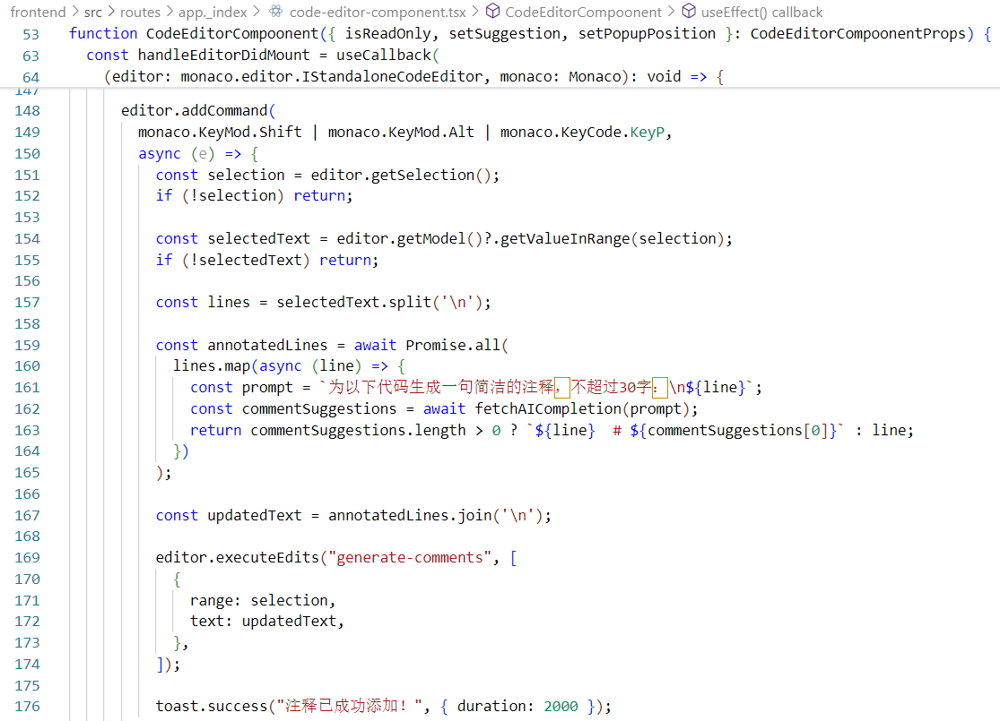 frontend > src > routes > app._index > code-editor-component.tsx > CodeEditorCompoonent > useEffect() callback
53 function CodeEditorCompoonent({ isReadOnly, setSuggestion, setPopupPosition }: CodeEditorCompoonentProps) {
63 const handleEditorDidMount = useCallback(
64 (editor: monaco.editor.IStandaloneCodeEditor, monaco: Monaco): void => {
147
148 editor.addCommand(
149 monaco.KeyMod.Shift | monaco.KeyMod.Alt | monaco.KeyCode.KeyP,
150 async (e) => {
151 const selection = editor.getSelection();
152 if (!selection) return;
153
154 const selectedText = editor.getModel()?.getValueInRange(selection);
155 if (!selectedText) return;
156
157 const lines = selectedText.split('\n');
158
159 const annotatedLines = await Promise.all(
160 lines.map(async (line) => {
161 const prompt = `为以下代码生成一句简洁的注释，不超过30字：\n${line}`;
162 const commentSuggestions = await fetchAICompletion(prompt);
163 return commentSuggestions.length > 0 ? `${line}  # ${commentSuggestions[0]}` : line;
164 })
165 );
166
167 const updatedText = annotatedLines.join('\n');
168
169 editor.executeEdits("generate-comments", [
170 {
171 range: selection,
172 text: updatedText,
173 },
174 ]);
175
176 toast.success("注释已成功添加！", { duration: 2000 });